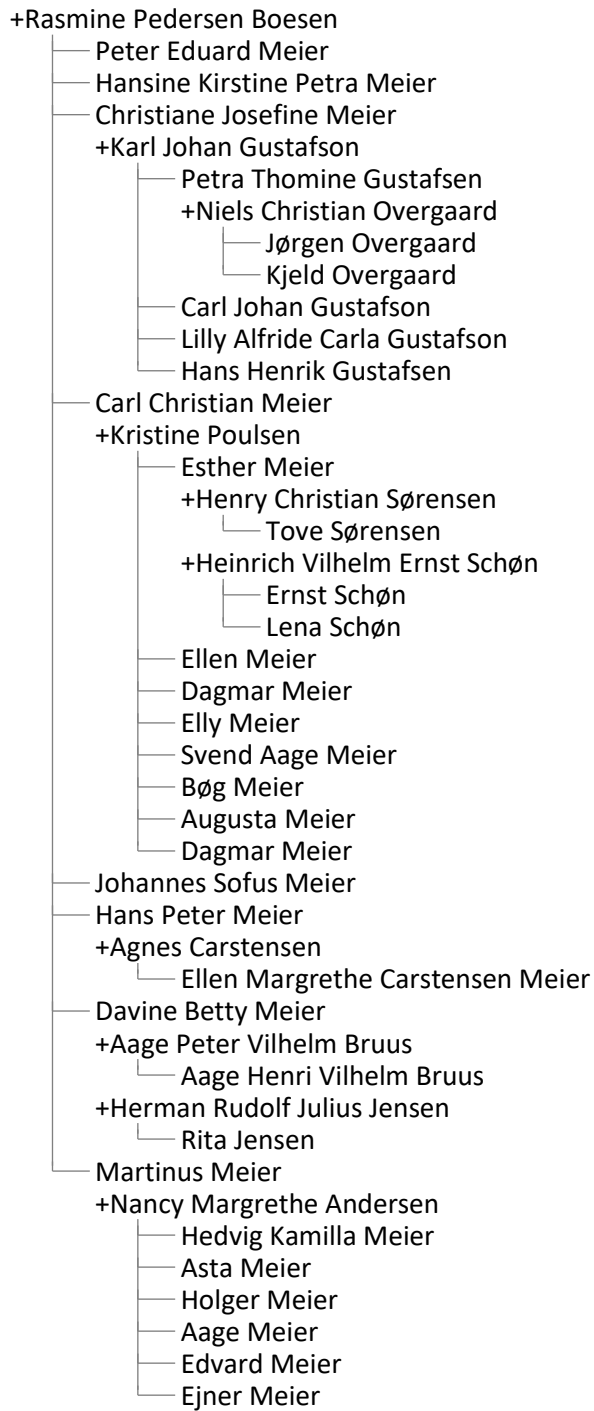 +Rasmine Pedersen Boesen
Peter Eduard Meier
Hansine Kirstine Petra Meier
Christiane Josefine Meier
+Karl Johan Gustafson
Petra Thomine Gustafsen
+Niels Christian Overgaard
Jørgen Overgaard
Kjeld Overgaard
Carl Johan Gustafson
Lilly Alfride Carla Gustafson
Hans Henrik Gustafsen
Carl Christian Meier
+Kristine Poulsen
Esther Meier
+Henry Christian Sørensen
Tove Sørensen
+Heinrich Vilhelm Ernst Schøn
Ernst Schøn
Lena Schøn
Ellen Meier
Dagmar Meier
Elly Meier
Svend Aage Meier
Bøg Meier
Augusta Meier
Dagmar Meier
Johannes Sofus Meier
Hans Peter Meier
+Agnes Carstensen
Ellen Margrethe Carstensen Meier
Davine Betty Meier
+Aage Peter Vilhelm Bruus
Aage Henri Vilhelm Bruus
+Herman Rudolf Julius Jensen
Rita Jensen
Martinus Meier
+Nancy Margrethe Andersen
Hedvig Kamilla Meier
Asta Meier
Holger Meier
Aage Meier
Edvard Meier
Ejner Meier